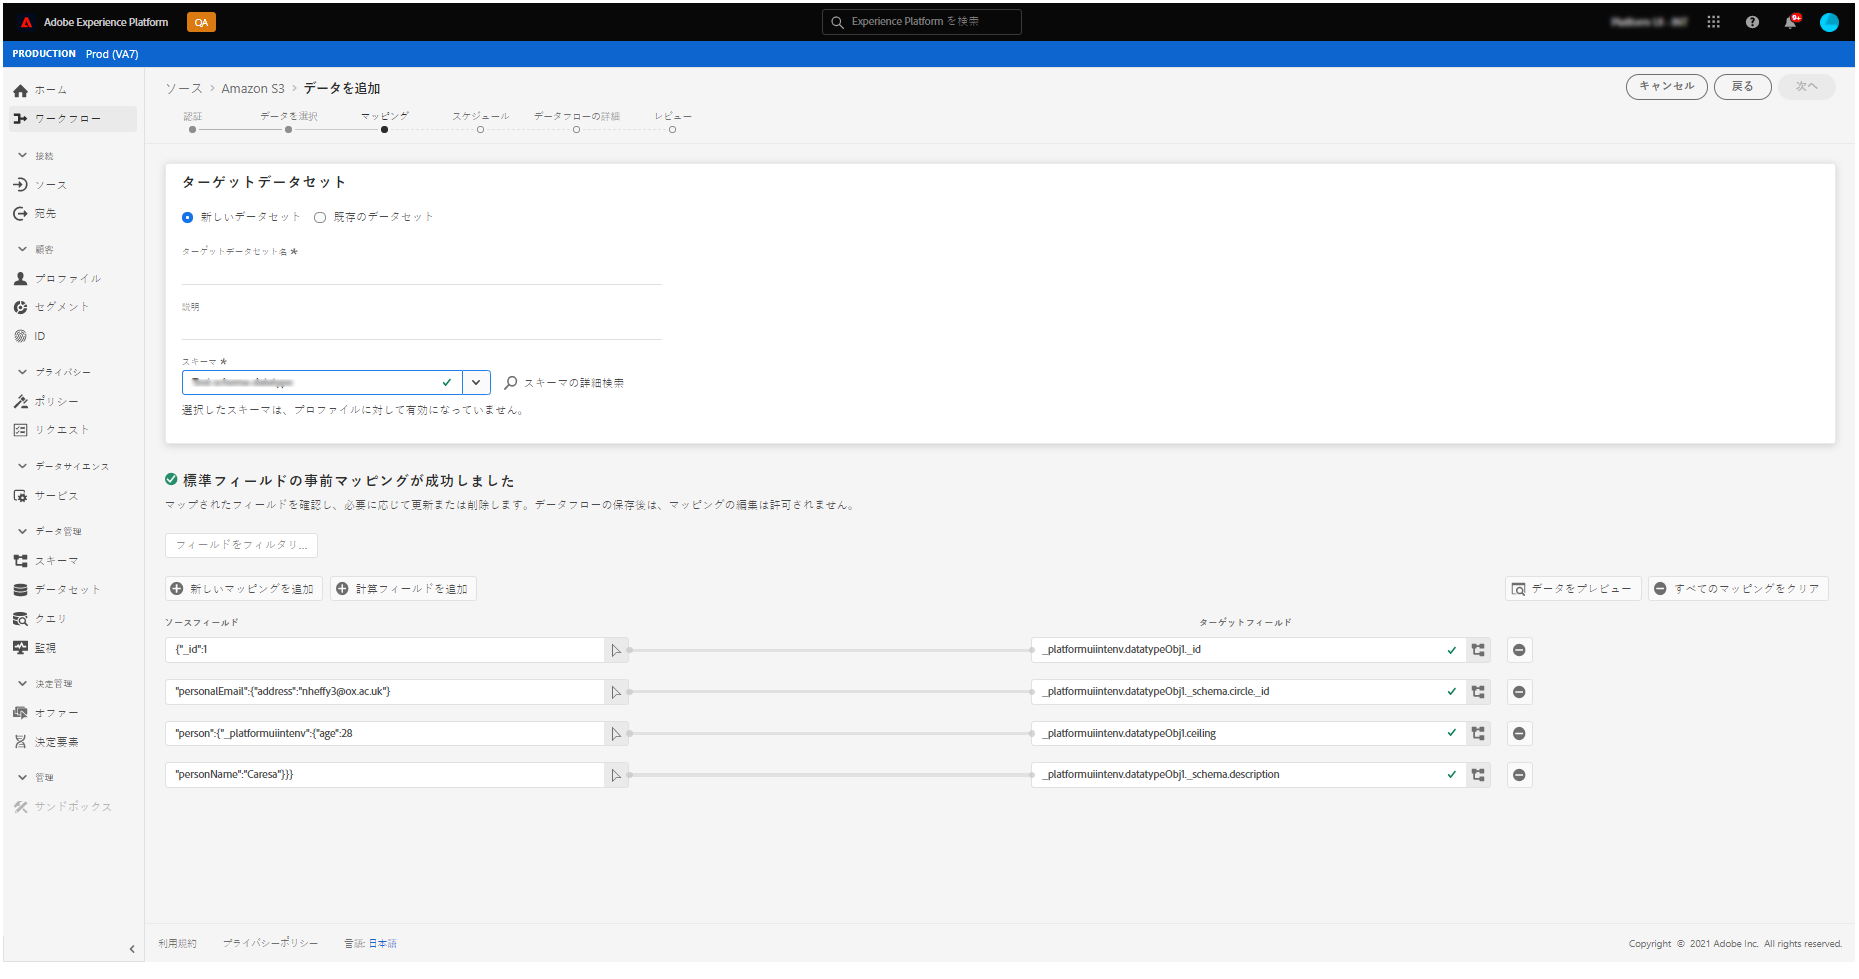 Adobe Experience Platform
QA
Experience Platform を検索
9+
PRODUCTION Prod (VA7)
ホーム
ワークフロー
接続
ソース
宛先
顧客
プロファイル
セグメント
ID
プライバシー
ポリシー
リクエスト
データサイエンス
サービス
データ管理
スキーマ
データセット
クエリ
監視
決定管理
オファー
決定要素
管理
サンドボックス
ソース > Amazon S3 > データを追加
キャンセル
戻る
次へ
認証
データを選択
マッピング
スケジュール
データフローの詳細
レビュー
ターゲットデータセット
新しいデータセット 既存のデータセット
ターゲットデータセット名 *
説明
スキーマ *
スキーマの詳細検索
選択したスキーマは、プロファイルに対して有効になっていません。
標準フィールドの事前マッピングが成功しました
マップされたフィールドを確認し、必要に応じて更新または削除します。データフローの保存後は、マッピングの編集は許可されません。
フィールドをフィルタリ...
新しいマッピングを追加 計算フィールドを追加 データをプレビュー すべてのマッピングをクリア
ソースフィールド ターゲットフィールド
{"_id":1 _platformuiintenv.datatypeObj1._id
"personalEmail":{"address":"nheffy3@ox.ac.uk"} _platformuiintenv.datatypeObj1._schema.circle._id
"person":{"_platformuiintenv":{"age":28 _platformuiintenv.datatypeObj1.ceiling
"personName":"Caresa"}}} _platformuiintenv.datatypeObj1._schema.description
利用規約 プライバシーポリシー 言語: 日本語
Copyright © 2021 Adobe Inc. All rights reserved.